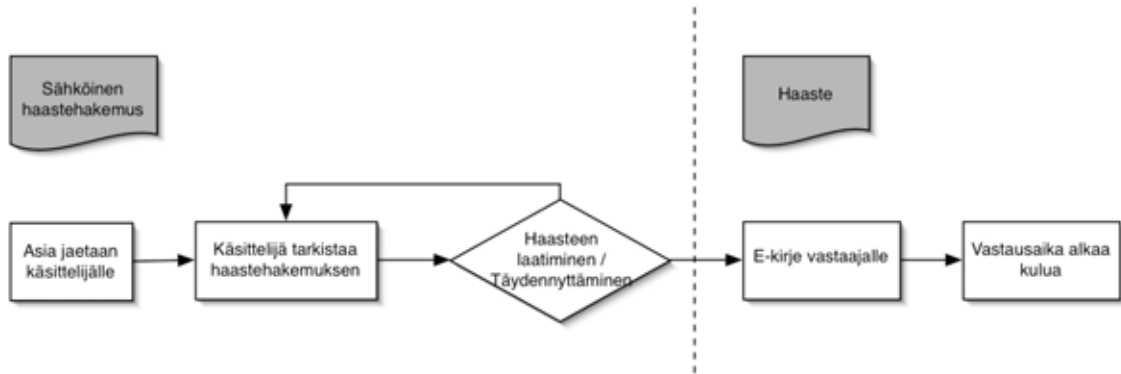 Sähköinen
haastehakemus
Haaste
Asia jaetaan
käsittelijälle
Käsittelijä tarkistaa
haastehakemuksen
Haasteen
laatiminen /
Täydennyttäminen
E-kirje vastaajalle
Vastausaika alkaa
kulua